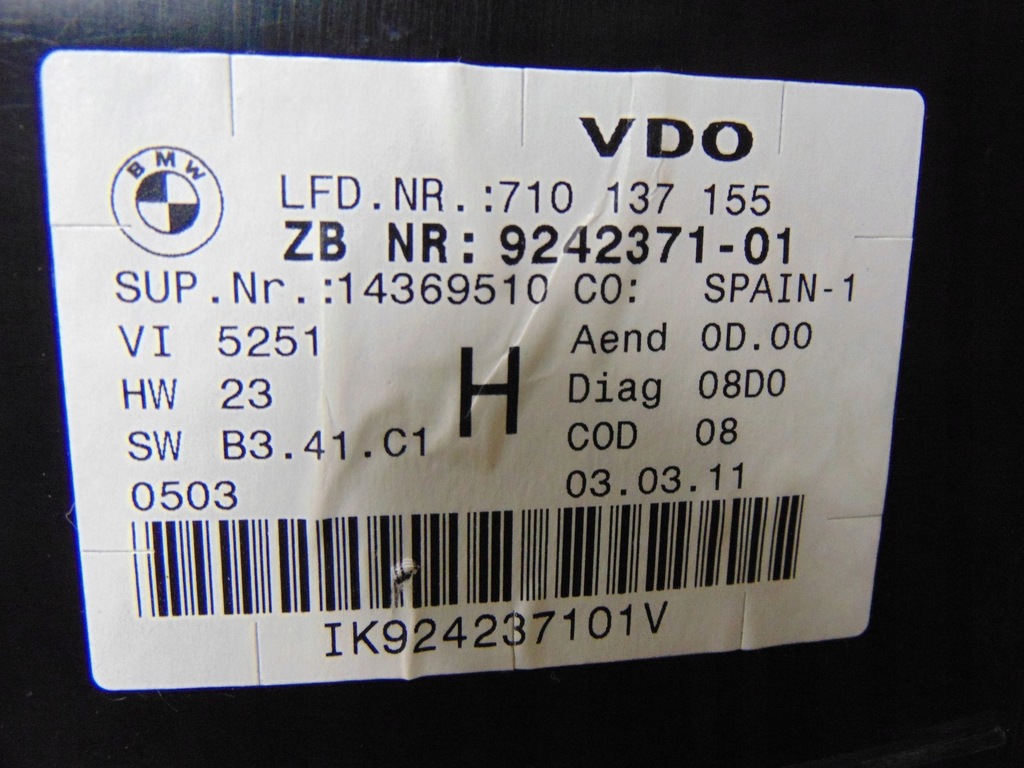 VDO
BMW
LFD.NR.:710 137 155
ZB NR: 9242371-01
SUP.Nr.:14369510 CO: SPAIN-1
VI 5251 Aend 0D.00
HW 23 H Diag 08D0
SW B3.41.C1 COD 08
0503 03.03.11
IK924237101V